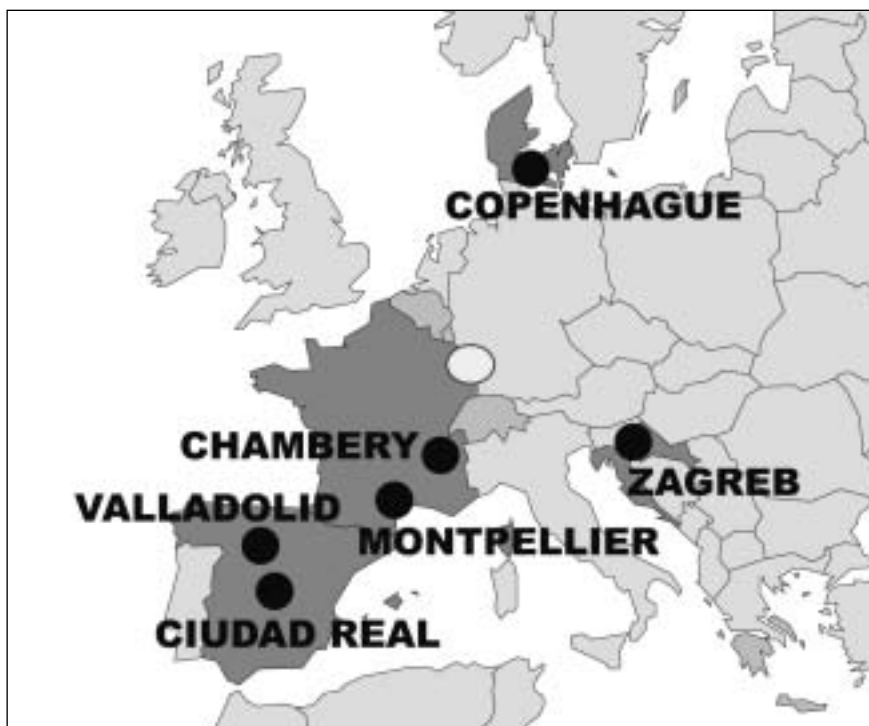 COPENHAGUE
CHAMBERY
ZAGREB
VALLADOLID
MONTPELLIER
CIUDAD REAL